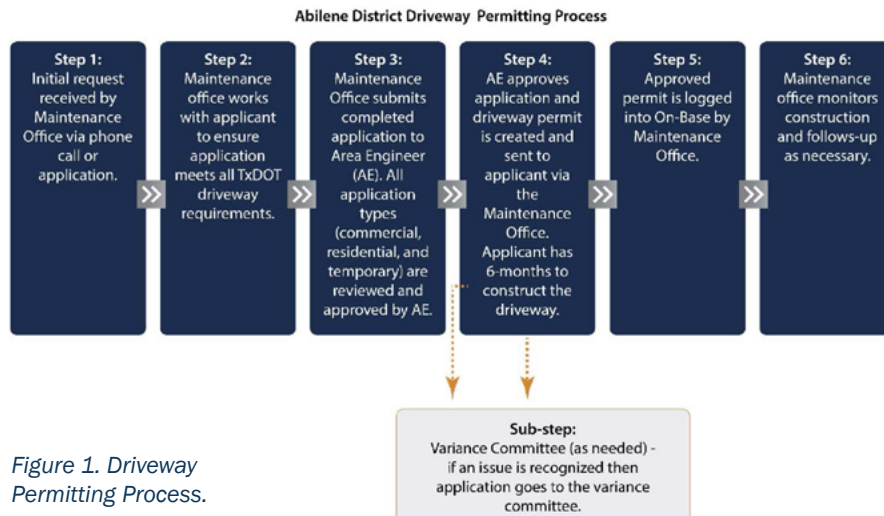 Abilene District Driveway Permitting Process
Step 1:
Initial request
received by
Maintenance
Office via phone
call or
application.
Step 2:
Maintenance
office works
with applicant
to ensure
application
meets all TxDOT
driveway
requirements.
Step 3:
Maintenance
Office submits
completed
application to
Area Engineer
(AE). All
application
types
(commercial,
residential, and
temporary) are
reviewed and
approved by AE.
Step 4:
AE approves
application and
driveway permit
is created and
sent to
applicant via
the
Maintenance
Office.
Applicant has
6-months to
construct the
driveway.
Step 5:
Approved
permit is logged
into On-Base by
Maintenance
Office.
Step 6:
Maintenance
office monitors
construction
and follows-up
as necessary.
Sub-step:
Variance Committee (as needed) -
if an issue is recognized then
application goes to the variance
committee.
Figure 1. Driveway
Permitting Process.